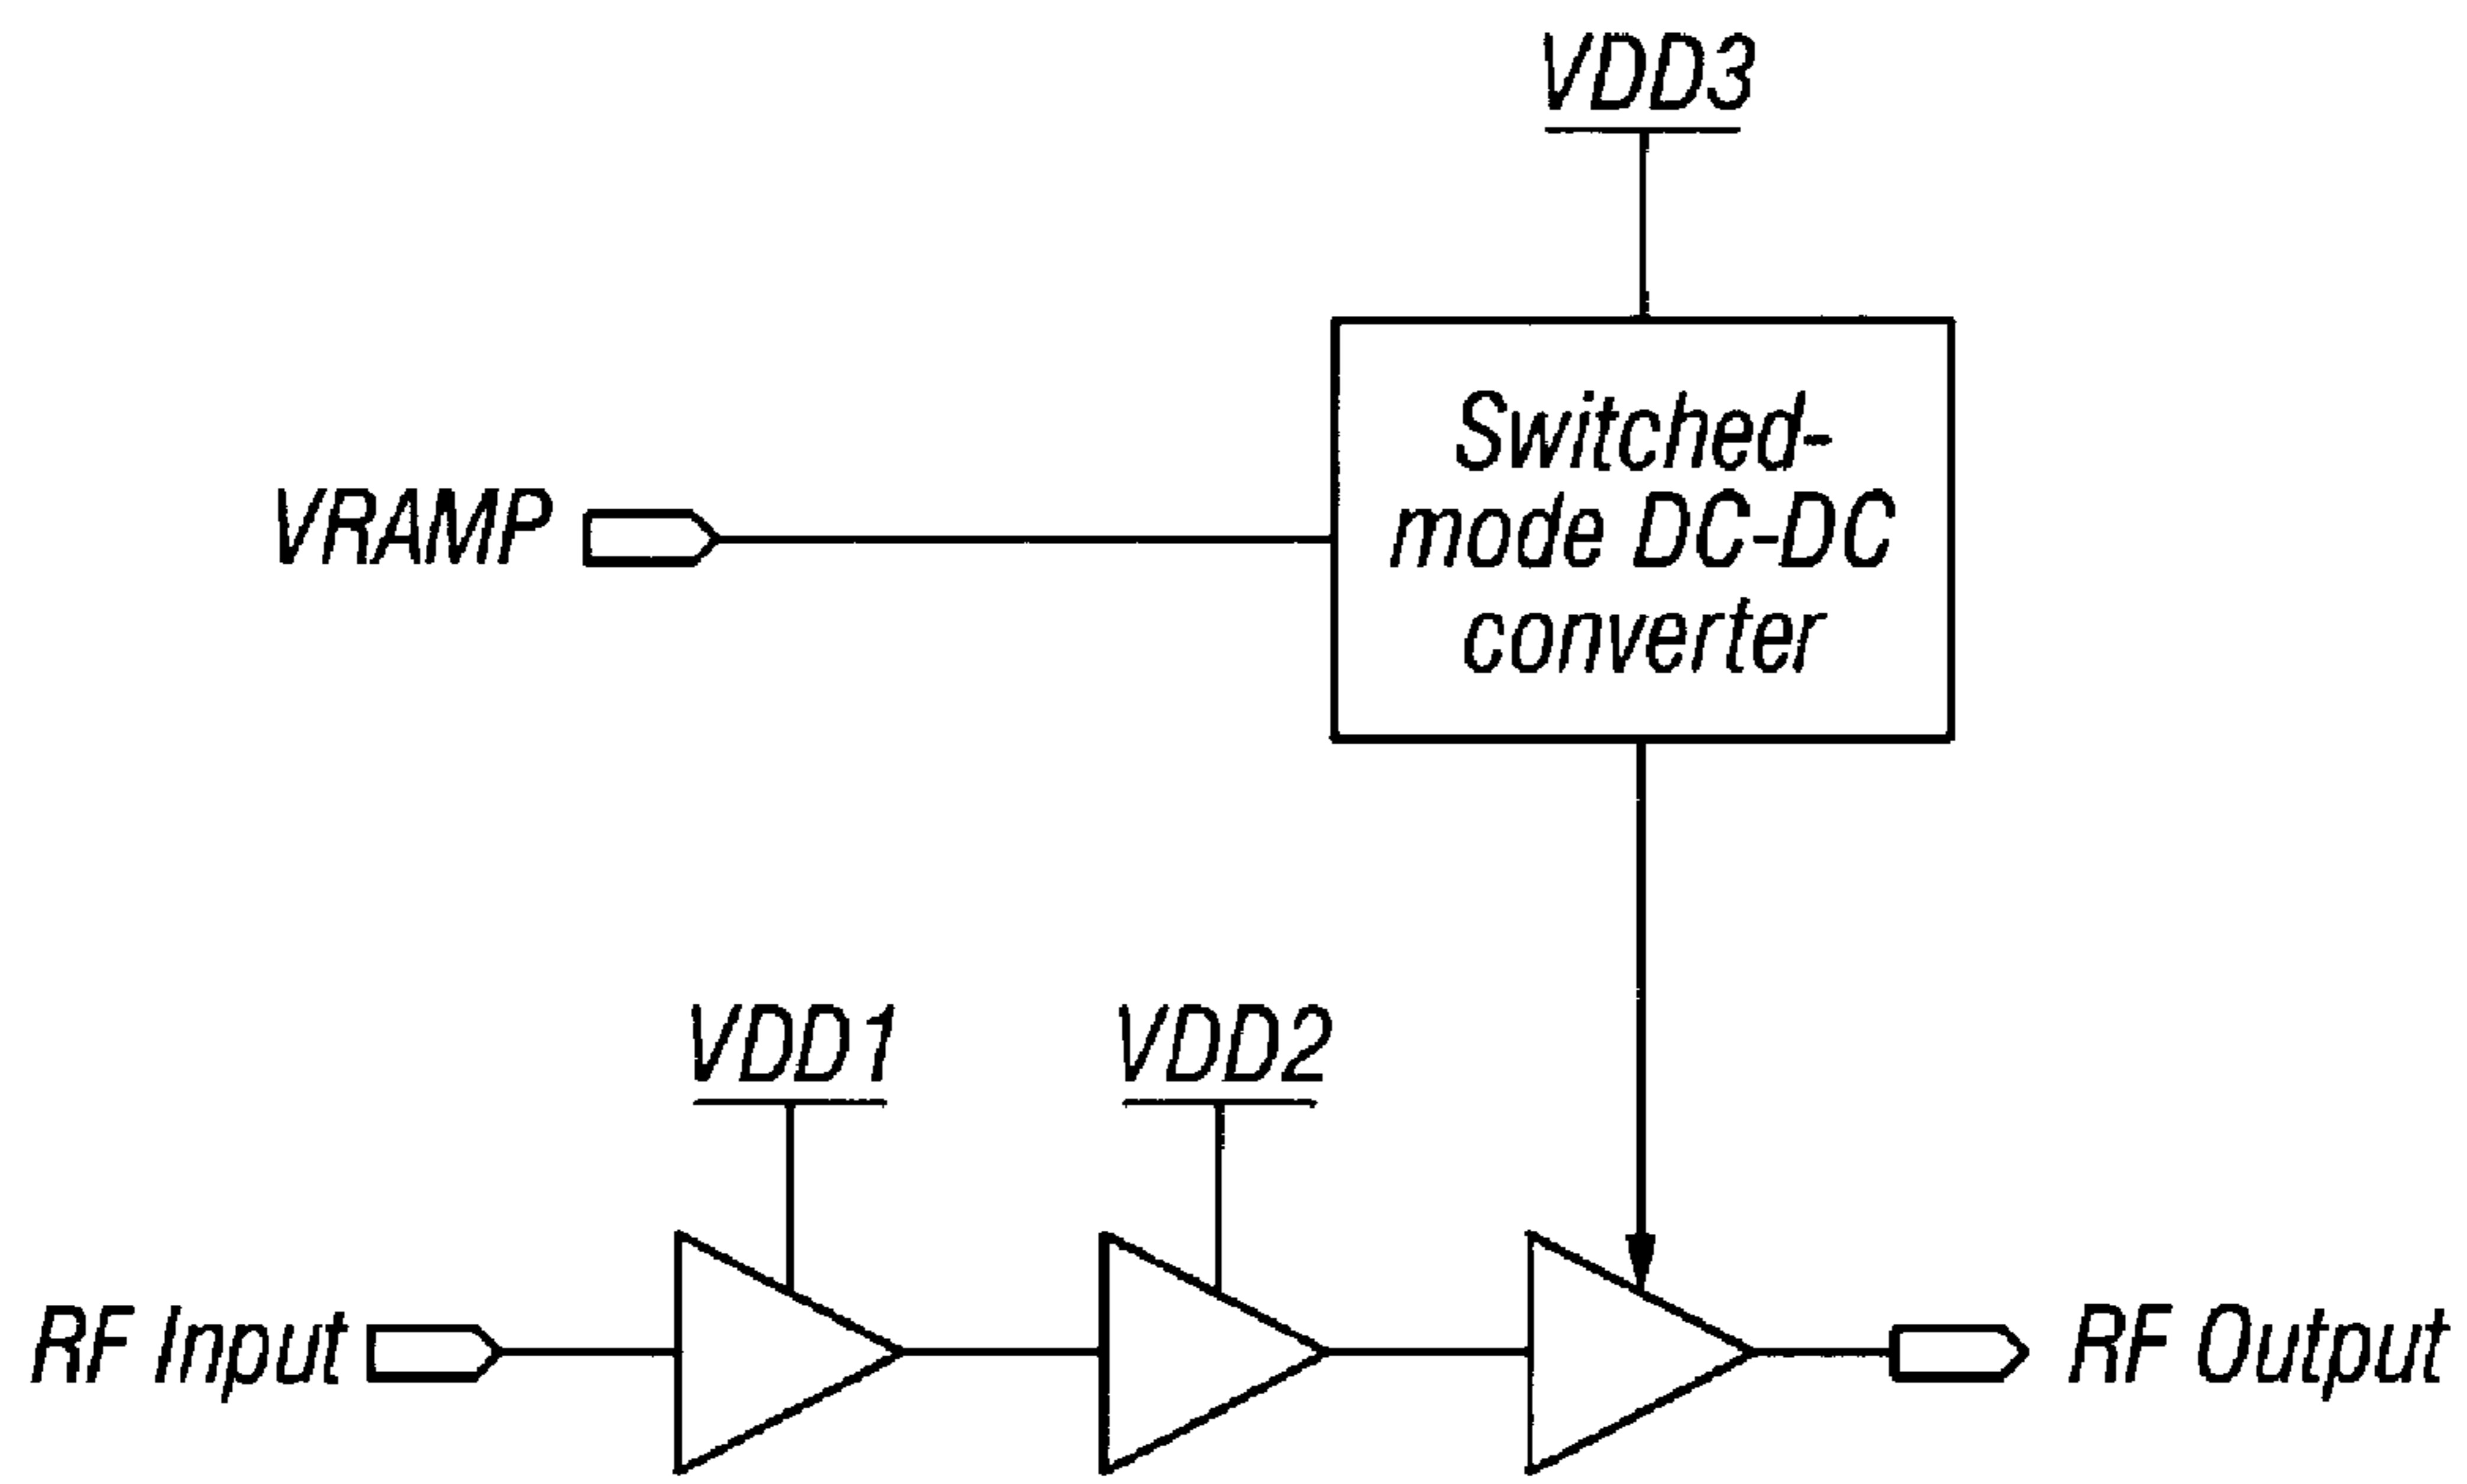 VDD3
Switched-
mode DC-DC
converter
VRAMP
VDD1
VDD2
RF Input
RF Output